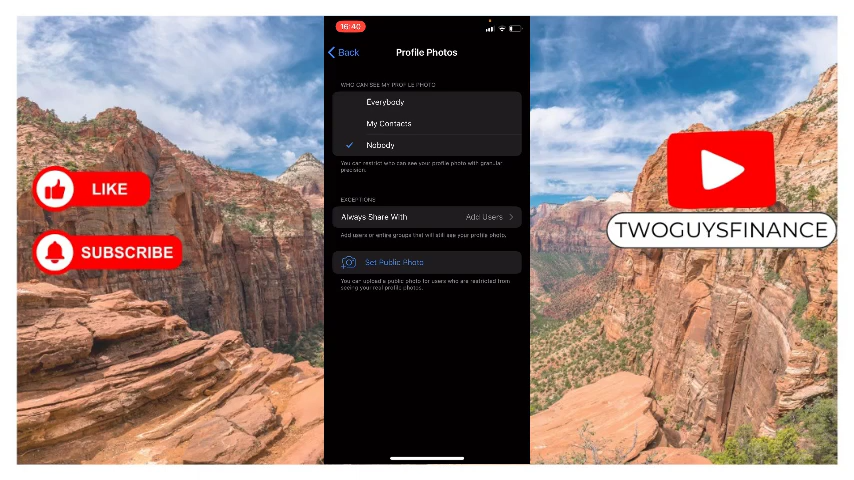 16:40
Back
Profile Photos
WHO CAN SEE MY PROFILE PHOTO
Everybody
My Contacts
Nobody
You can restrict who can see your profile photo with granular
precision.
EXCEPTIONS
Always Share With
Add Users
Add users or entire groups that will still see your profile photo.
Set Public Photo
You can upload a public photo for users who are restricted from
seeing your real profile photos.
LIKE
SUBSCRIBE
TWOGUYSFINANCE